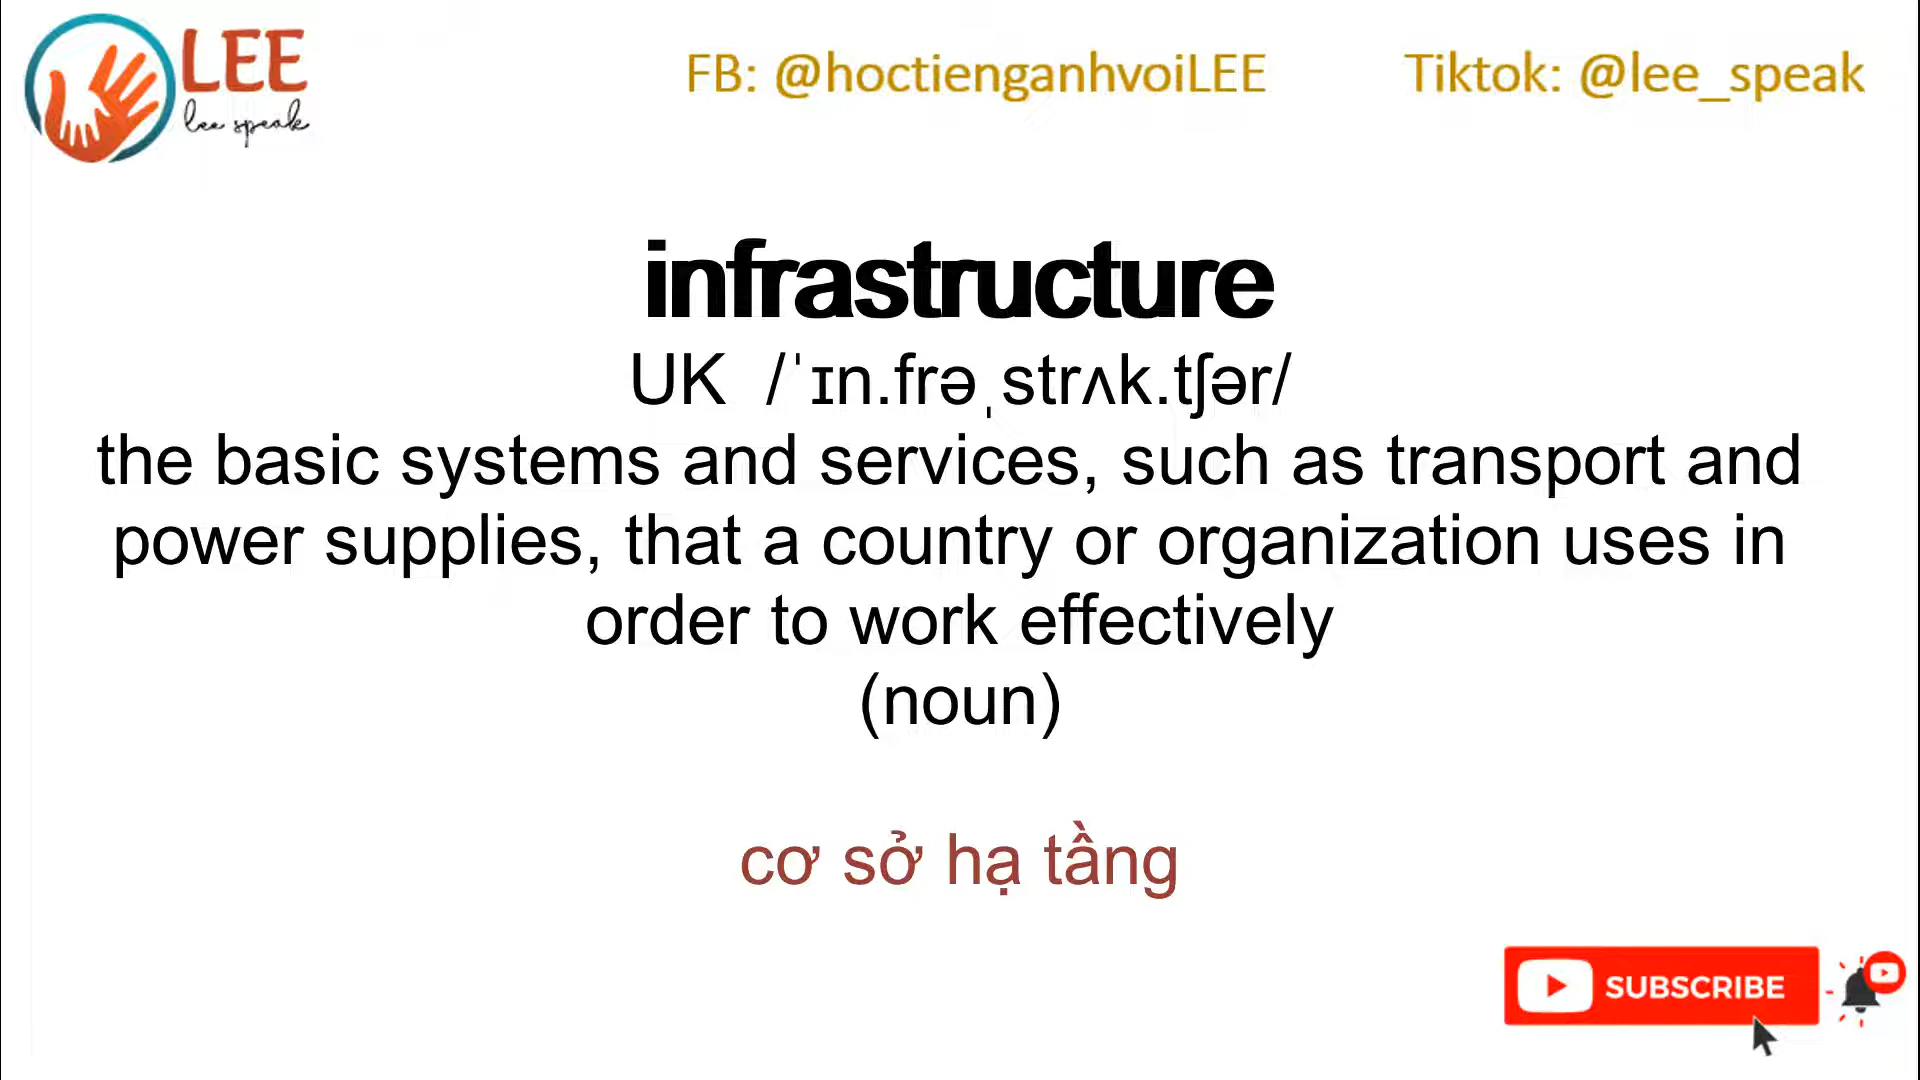 LEE
lee speak
FB: @hoctienganhvoiLEE
Tiktok: @lee_speak
infrastructure
UK /ˈɪn.frəˌstrʌk.tʃər/
the basic systems and services, such as transport and
power supplies, that a country or organization uses in
order to work effectively
(noun)
cơ sở hạ tầng
SUBSCRIBE